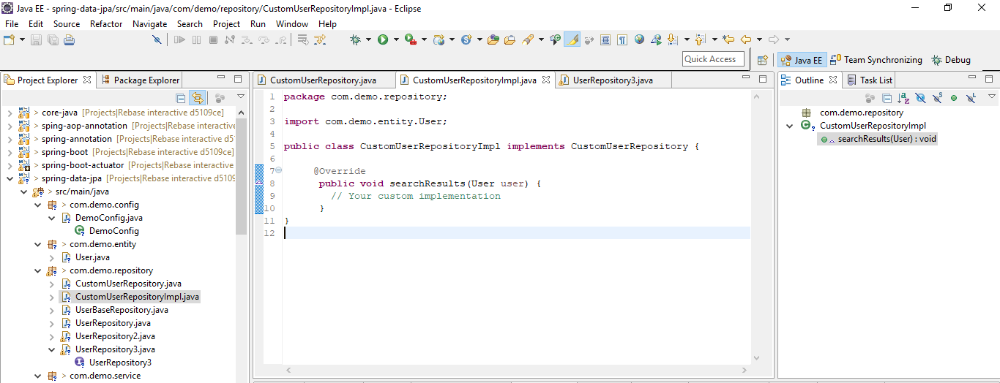 Java EE - spring-data-jpa/src/main/java/com/demo/repository/CustomUserRepositoryImpl.java - Eclipse
File Edit Source Refactor Navigate Search Project Run Window Help
Quick Access
Java EE
Team Synchronizing
Debug
Project Explorer
Package Explorer
> core-java [Projects|Rebase interactive d5109ce]
> spring-aop-annotation [Projects|Rebase interactive
> spring-annotation [Projects|Rebase interactive d51
> spring-boot [Projects|Rebase interactive d5109ce]
> spring-boot-actuator [Projects|Rebase interactive
> spring-data-jpa [Projects|Rebase interactive d5109
> src/main/java
> com.demo.config
DemoConfig.java
DemoConfig
> com.demo.entity
User.java
> com.demo.repository
CustomUserRepository.java
CustomUserRepositoryImpl.java
UserBaseRepository.java
UserRepository.java
UserRepository2.java
UserRepository3.java
UserRepository3
> com.demo.service
CustomUserRepository.java
CustomUserRepositoryImpl.java
UserRepository3.java
1 package com.demo.repository;
2
3 import com.demo.entity.User;
4
5 public class CustomUserRepositoryImpl implements CustomUserRepository {
6
7 @Override
8 public void searchResults(User user) {
9 // Your custom implementation
10 }
11 }
12
Outline
Task List
com.demo.repository
CustomUserRepositoryImpl
searchResults(User) : void